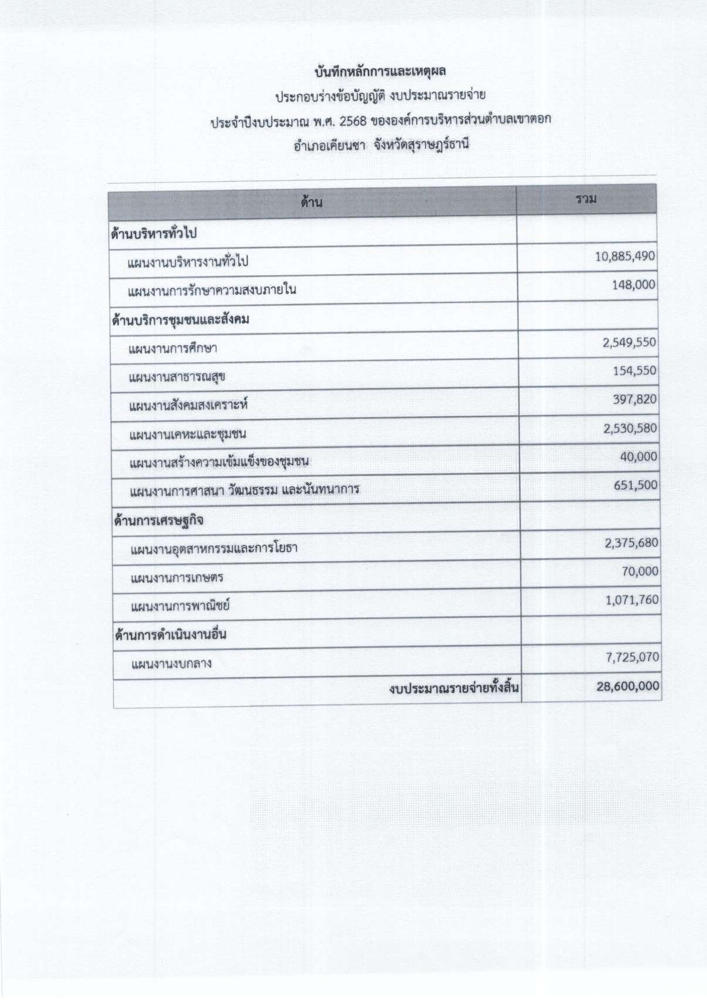 บันทึกหลักการและเหตุผล
ประกอบร่างข้อบัญญัติ งบประมาณรายจ่าย
ประจำปีงบประมาณ พ.ศ. 2568 ขององค์การบริหารส่วนตำบลเขาตอก
อำเภอเคียนซา จังหวัดสุราษฎร์ธานี
ด้าน รวม
ด้านบริหารทั่วไป
แผนงานบริหารงานทั่วไป 10,885,490
แผนงานการรักษาความสงบภายใน 148,000
ด้านบริการชุมชนและสังคม
แผนงานการศึกษา 2,549,550
แผนงานสาธารณสุข 154,550
แผนงานสังคมสงเคราะห์ 397,820
แผนงานเคหะและชุมชน 2,530,580
แผนงานสร้างความเข้มแข็งของชุมชน 40,000
แผนงานการศาสนา วัฒนธรรม และนันทนาการ 651,500
ด้านการเศรษฐกิจ
แผนงานอุตสาหกรรมและการโยธา 2,375,680
แผนงานการเกษตร 70,000
แผนงานการพาณิชย์ 1,071,760
ด้านการดำเนินงานอื่น
แผนงานงบกลาง 7,725,070
งบประมาณรายจ่ายทั้งสิ้น 28,600,000